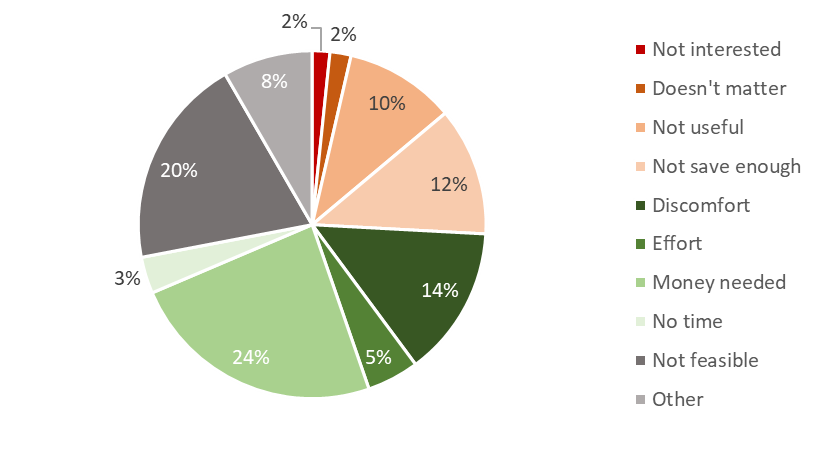 2%
2%
10%
12%
14%
5%
24%
3%
20%
8%
Not interested
Doesn't matter
Not useful
Not save enough
Discomfort
Effort
Money needed
No time
Not feasible
Other